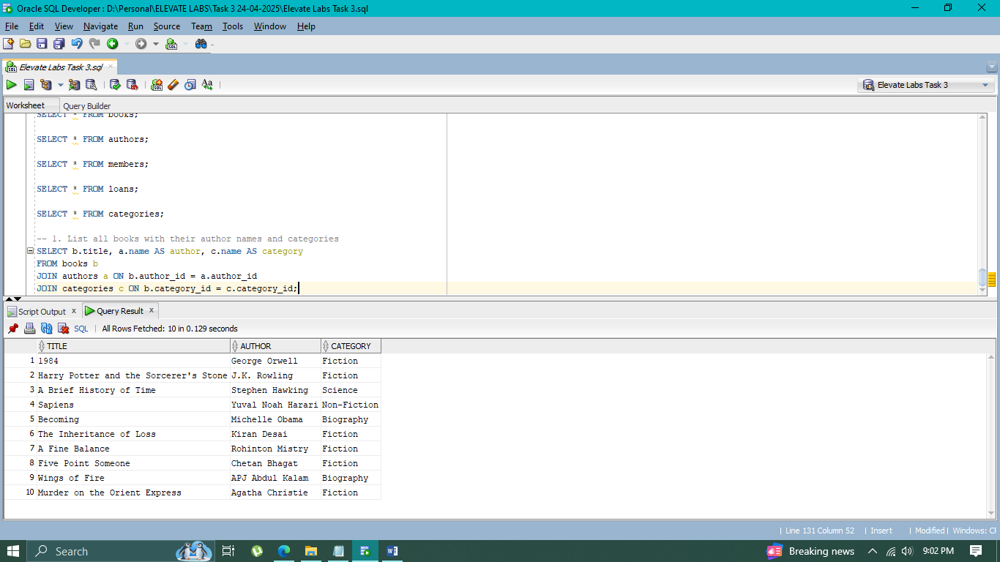 Oracle SQL Developer : D:\Personal\ELEVATE LABS\Task 3 24-04-2025\Elevate Labs Task 3.sql
File Edit View Navigate Run Source Team Tools Window Help
Elevate Labs Task 3.sql
Elevate Labs Task 3
Worksheet Query Builder
SELECT * FROM books;
SELECT * FROM authors;
SELECT * FROM members;
SELECT * FROM loans;
SELECT * FROM categories;
-- 1. List all books with their author names and categories
SELECT b.title, a.name AS author, c.name AS category
FROM books b
JOIN authors a ON b.author_id = a.author_id
JOIN categories c ON b.category_id = c.category_id;
Script Output x Query Result x
SQL | All Rows Fetched: 10 in 0.129 seconds
TITLE AUTHOR CATEGORY
1 1984 George Orwell Fiction
2 Harry Potter and the Sorcerer's Stone J.K. Rowling Fiction
3 A Brief History of Time Stephen Hawking Science
4 Sapiens Yuval Noah Harari Non-Fiction
5 Becoming Michelle Obama Biography
6 The Inheritance of Loss Kiran Desai Fiction
7 A Fine Balance Rohinton Mistry Fiction
8 Five Point Someone Chetan Bhagat Fiction
9 Wings of Fire APJ Abdul Kalam Biography
10 Murder on the Orient Express Agatha Christie Fiction
| Line 131 Column 52 | Insert | Modified | Windows: CF
Search Breaking news 9:02 PM